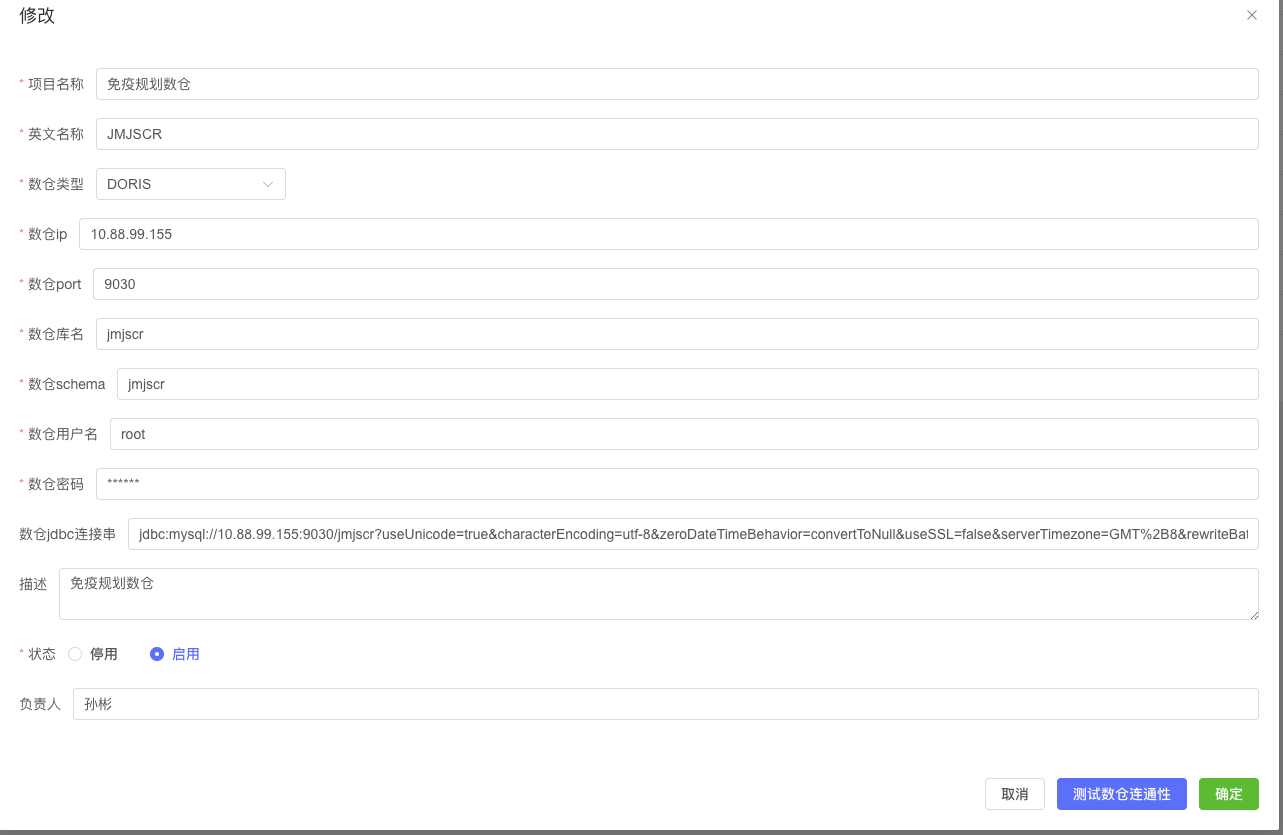 修改
* 项目名称 免疫规划数仓
* 英文名称 JMJSCR
* 数仓类型 DORIS
* 数仓ip 10.88.99.155
* 数仓port 9030
* 数仓库名 jmjscr
* 数仓schema jmjscr
* 数仓用户名 root
* 数仓密码 ******
数仓jdbc连接串 jdbc:mysql://10.88.99.155:9030/jmjscr?useUnicode=true&characterEncoding=utf-8&zeroDateTimeBehavior=convertToNull&useSSL=false&serverTimezone=GMT%2B8&rewriteBat
描述 免疫规划数仓
* 状态 停用 启用
负责人 孙彬
取消 测试数仓连通性 确定